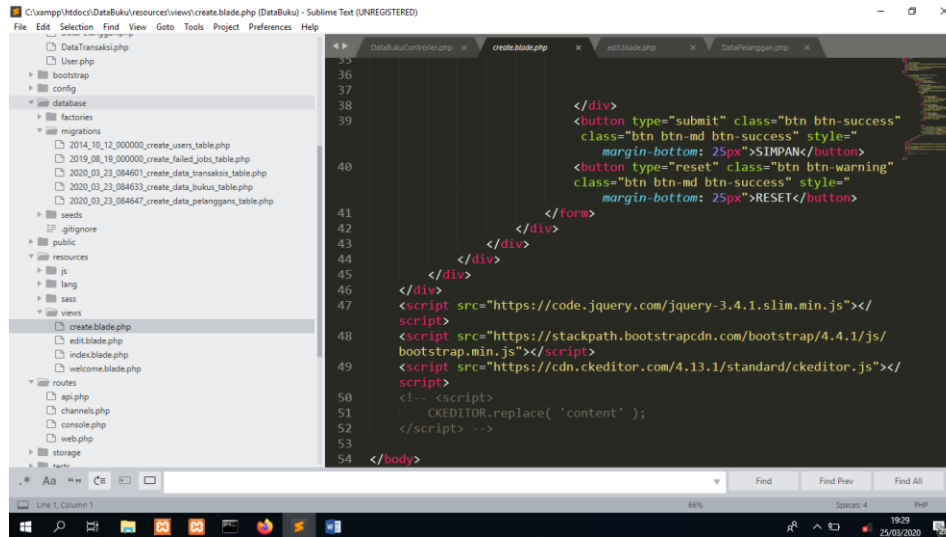 C:\xampp\htdocs\DataBuku\resources\views\create.blade.php (DataBuku) - Sublime Text (UNREGISTERED)
File Edit Selection Find View Goto Tools Project Preferences Help
DataTransaksi.php
User.php
bootstrap
config
database
factories
migrations
2014_10_12_000000_create_users_table.php
2019_08_19_000000_create_failed_jobs_table.php
2020_03_23_084601_create_data_transaksis_table.php
2020_03_23_084633_create_data_bukus_table.php
2020_03_23_084647_create_data_pelanggans_table.php
seeds
.gitignore
public
resources
js
lang
sass
views
create.blade.php
edit.blade.php
index.blade.php
welcome.blade.php
routes
api.php
channels.php
console.php
web.php
storage
tests
DataBukuController.php × create.blade.php × edit.blade.php × DataPelanggan.php ×
35
36
37
38 </div>
39 <button type="submit" class="btn btn-success"
class="btn btn-md btn-success" style="
margin-bottom: 25px">SIMPAN</button>
40 <button type="reset" class="btn btn-warning"
class="btn btn-md btn-success" style="
margin-bottom: 25px">RESET</button>
41 </form>
42 </div>
43 </div>
44 </div>
45 </div>
46 </div>
47 <script src="https://code.jquery.com/jquery-3.4.1.slim.min.js"></
script>
48 <script src="https://stackpath.bootstrapcdn.com/bootstrap/4.4.1/js/
bootstrap.min.js"></script>
49 <script src="https://cdn.ckeditor.com/4.13.1/standard/ckeditor.js"></
script>
50 <!-- <script>
51 CKEDITOR.replace( 'content' );
52 </script> -->
53
54 </body>
.* Aa “” Find Find Prev Find All
Line 1, Column 1 66% Spaces: 4 PHP
19:29
25/03/2020